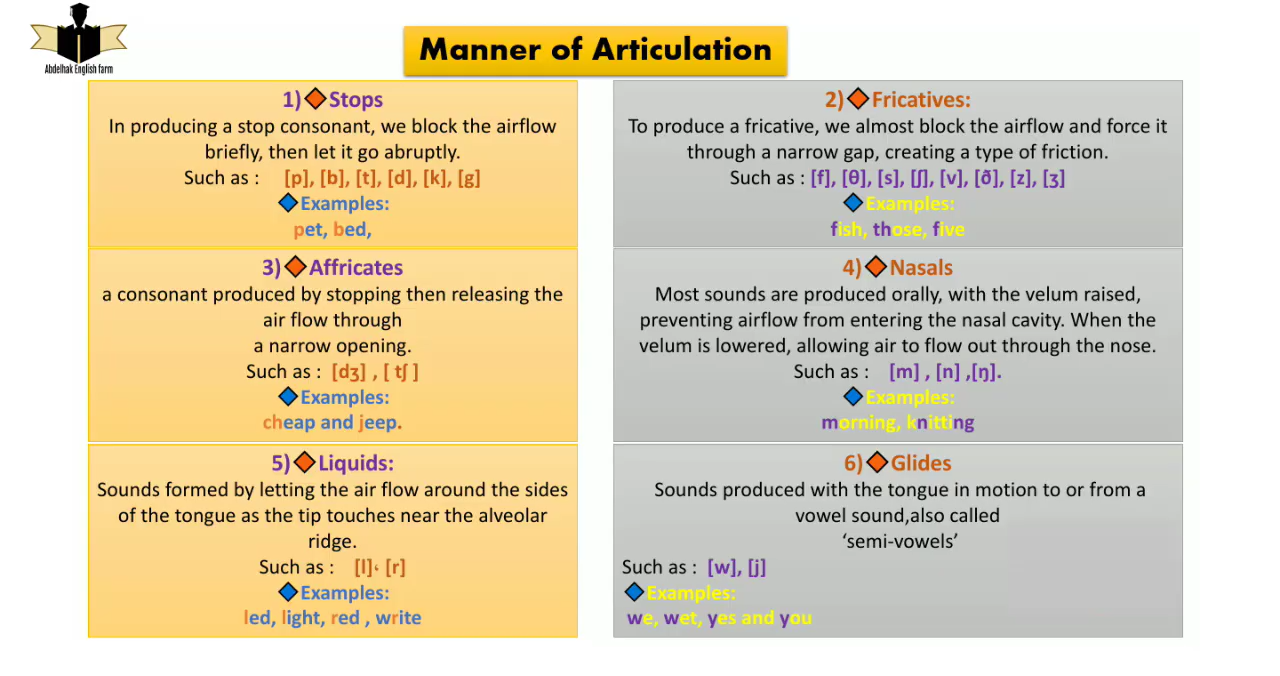 Abdelhak English farm
Manner of Articulation
1) Stops
In producing a stop consonant, we block the airflow
briefly, then let it go abruptly.
Such as : [p], [b], [t], [d], [k], [g]
Examples:
pet, bed,
2) Fricatives:
To produce a fricative, we almost block the airflow and force it
through a narrow gap, creating a type of friction.
Such as : [f], [θ], [s], [ʃ], [v], [ð], [z], [ʒ]
Examples:
fish, those, five
3) Affricates
a consonant produced by stopping then releasing the
air flow through
a narrow opening.
Such as : [dʒ] , [ tʃ ]
Examples:
cheap and jeep.
4) Nasals
Most sounds are produced orally, with the velum raised,
preventing airflow from entering the nasal cavity. When the
velum is lowered, allowing air to flow out through the nose.
Such as : [m] , [n] ,[ŋ].
Examples:
morning, knitting
5) Liquids:
Sounds formed by letting the air flow around the sides
of the tongue as the tip touches near the alveolar
ridge.
Such as : [l]، [r]
Examples:
led, light, red , write
6) Glides
Sounds produced with the tongue in motion to or from a
vowel sound,also called
‘semi-vowels’
Such as : [w], [j]
Examples:
we, wet, yes and you